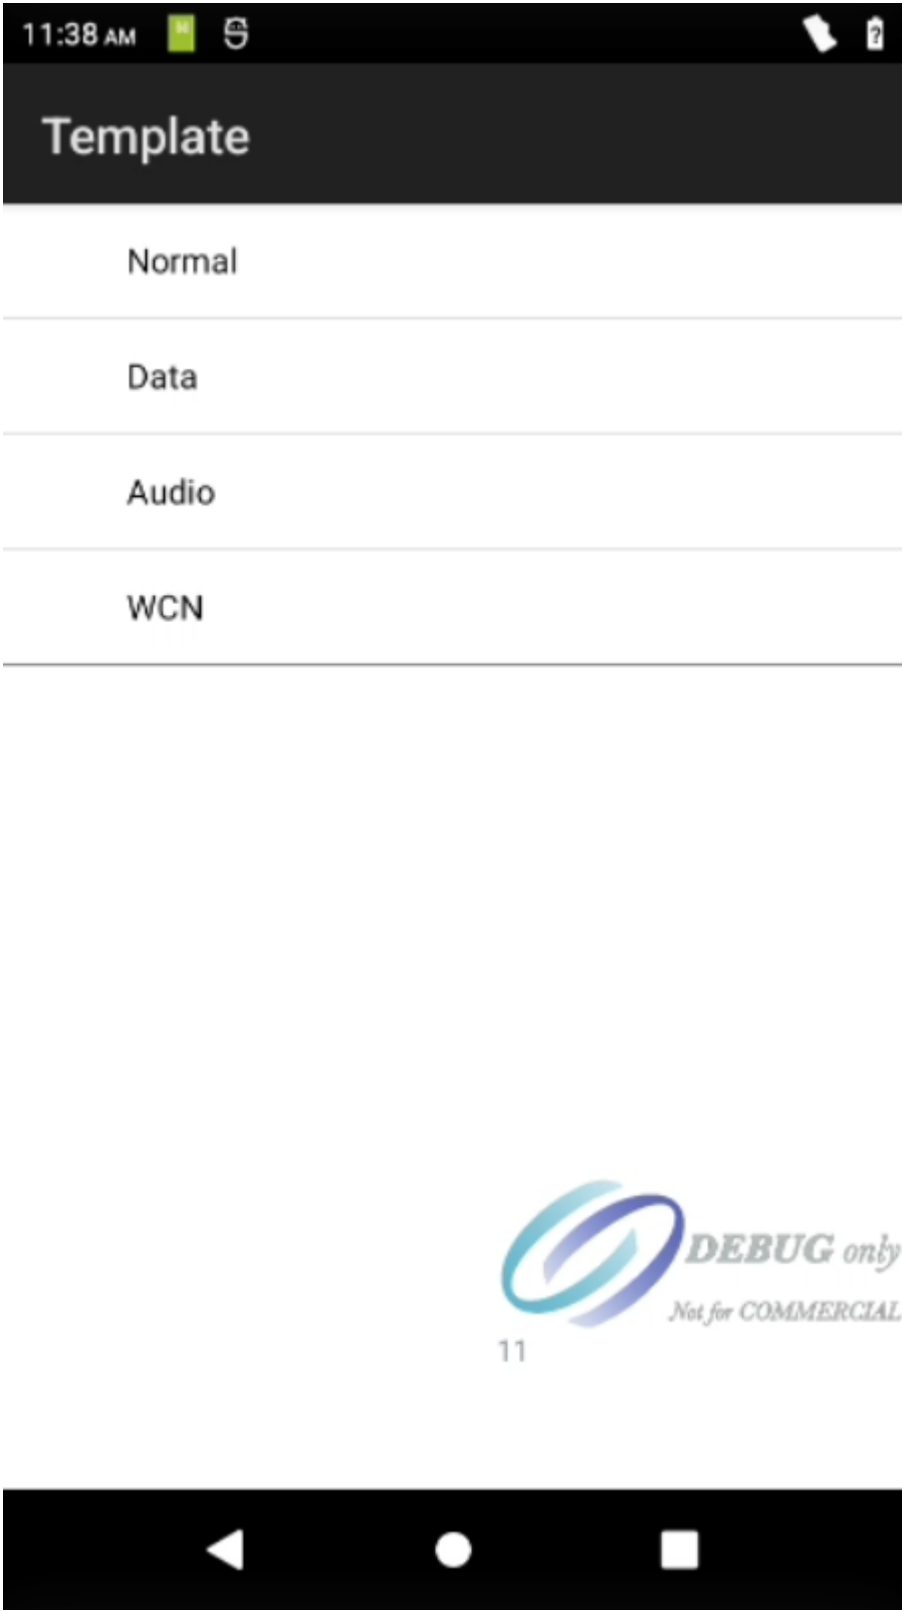 11:38 AM
Template
Normal
Data
Audio
WCN
DEBUG only
Not for COMMERCIAL
11